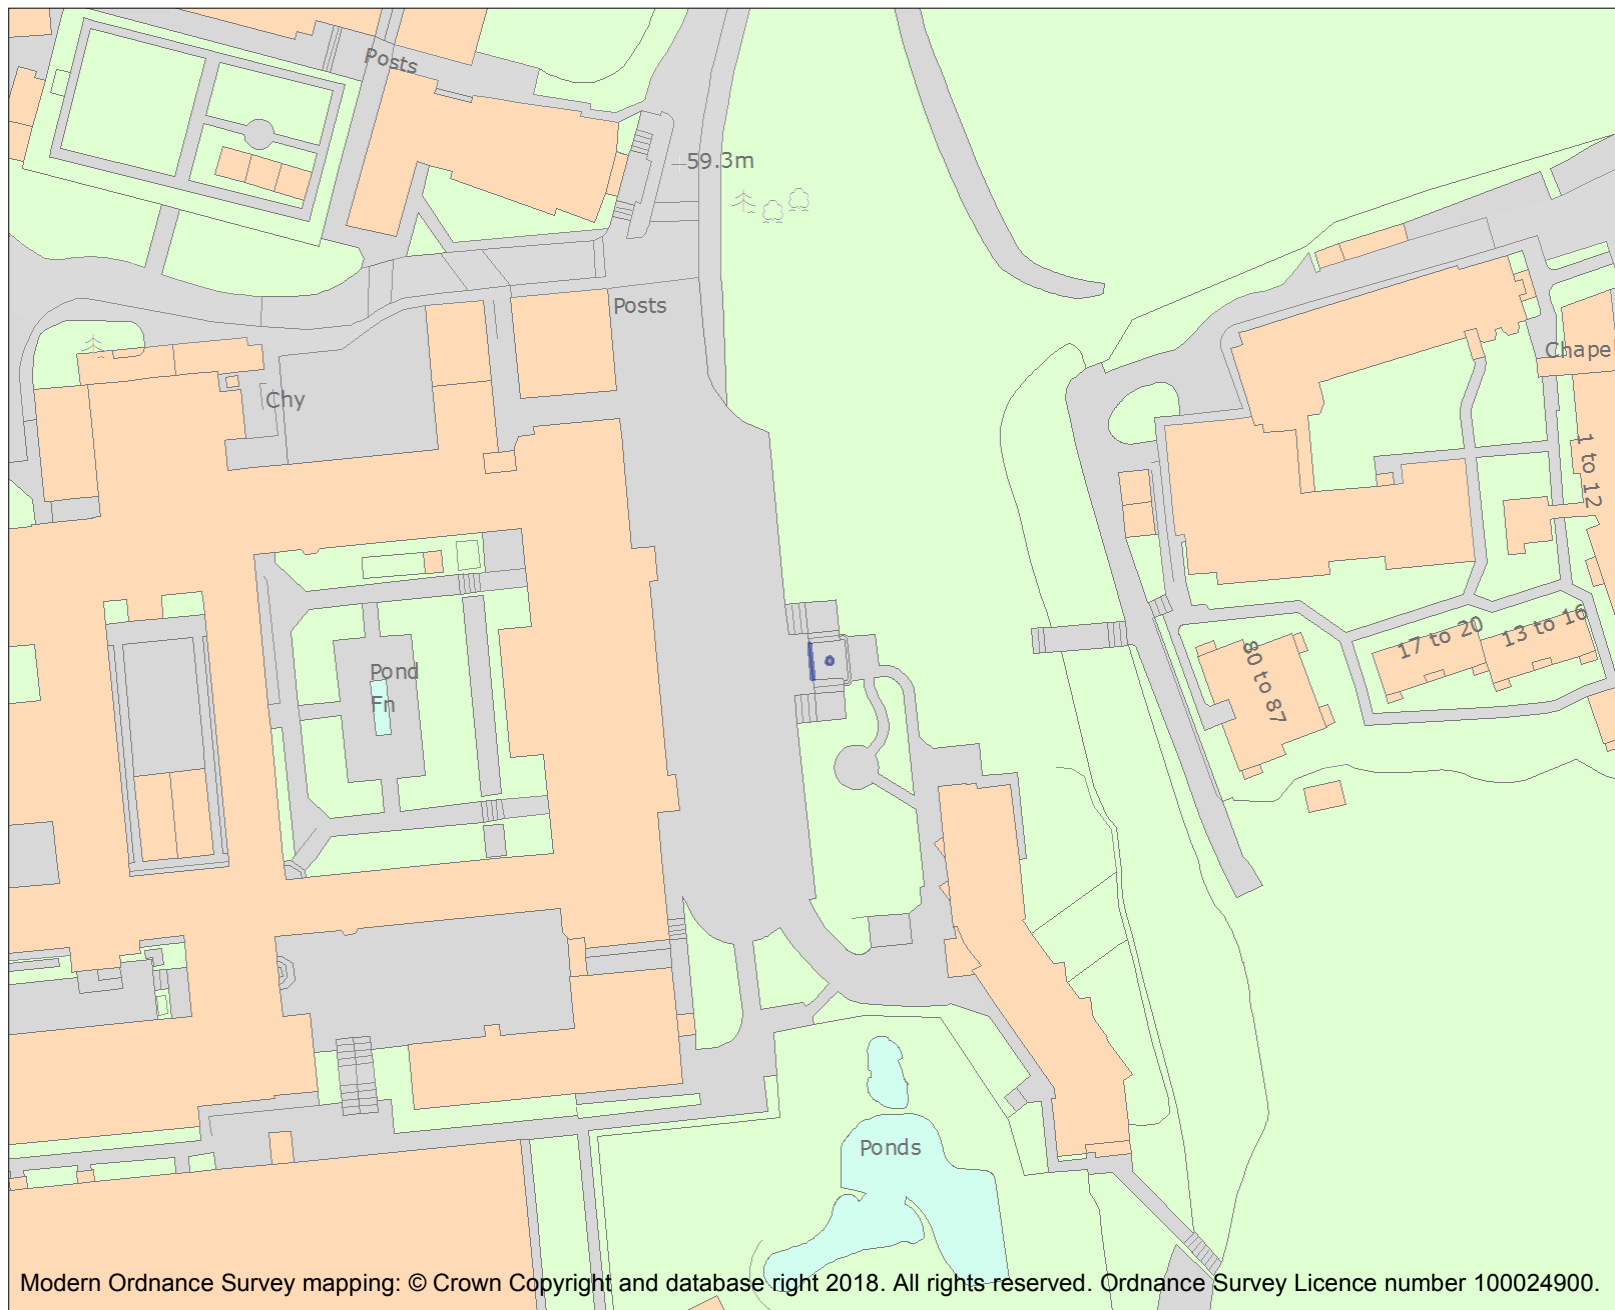 Posts
59.3m
Posts
Chapel
Chy
1 to 12
17 to 20
13 to 16
80 to 87
Pond
Fn
Ponds
Modern Ordnance Survey mapping: © Crown Copyright and database right 2018. All rights reserved. Ordnance Survey Licence number 100024900.